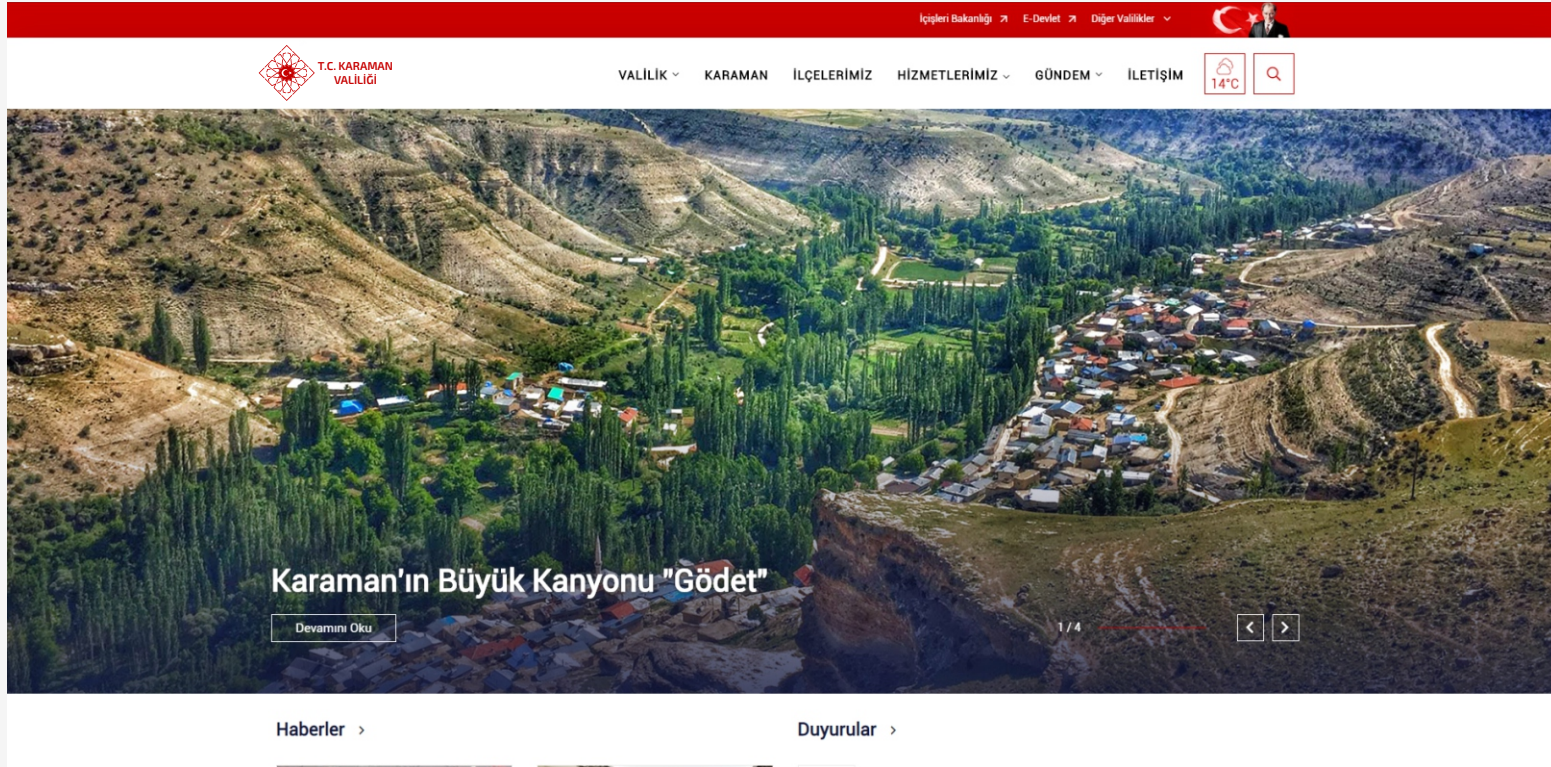 İçişleri Bakanlığı E-Devlet Diğer Valilikler
T.C. KARAMAN
VALİLİĞİ
VALİLİK KARAMAN İLÇELERİMİZ HİZMETLERİMİZ GÜNDEM İLETİŞİM
14°C
Karaman'ın Büyük Kanyonu "Gödet"
Devamını Oku
1 / 4
Haberler
Duyurular